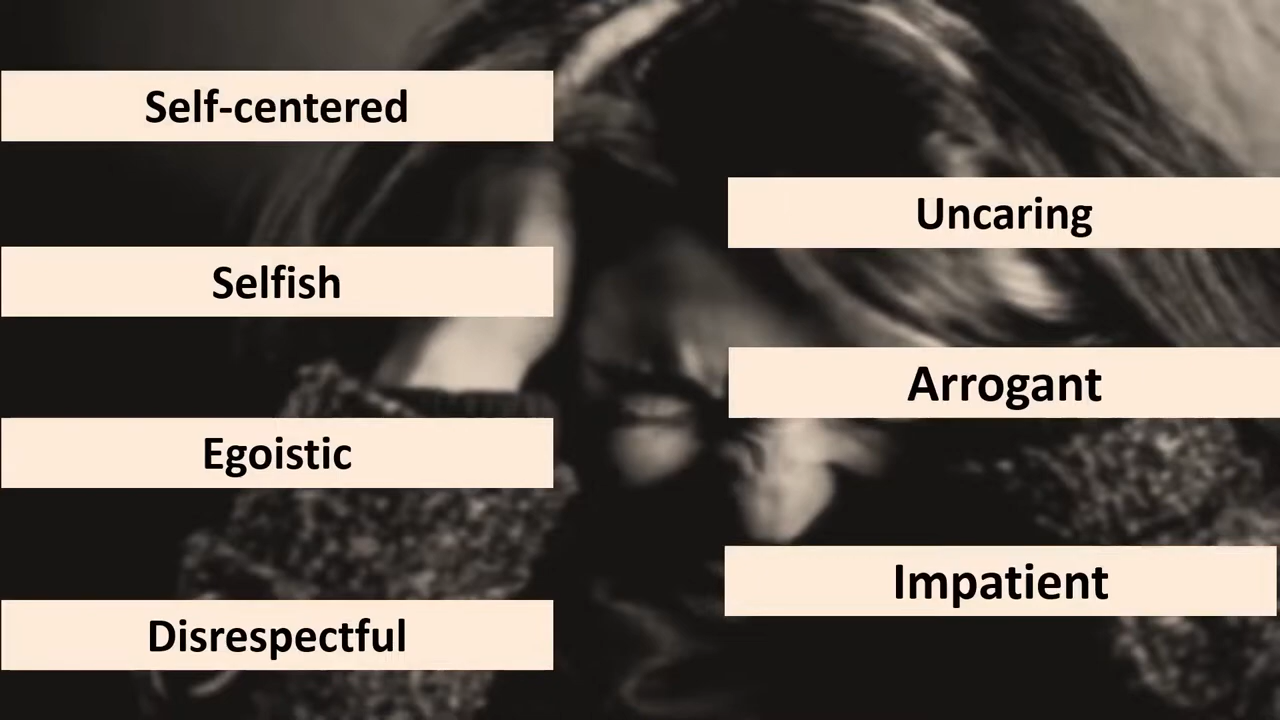 Self-centered
Selfish
Egoistic
Disrespectful
Uncaring
Arrogant
Impatient